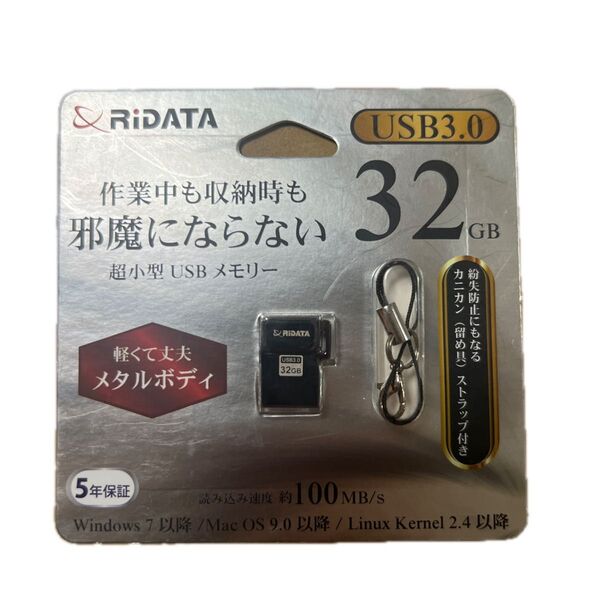 RiDATA
USB3.0
作業中も収納時も
邪魔にならない
超小型 USB メモリー
32GB
紛失防止にもなる
カニカン（留め具）ストラップ付き
RiDATA
USB3.0
32GB
軽くて丈夫
メタルボディ
5年保証
読み込み速度 約100MB/s
Windows 7 以降 /Mac OS 9.0 以降 / Linux Kernel 2.4 以降